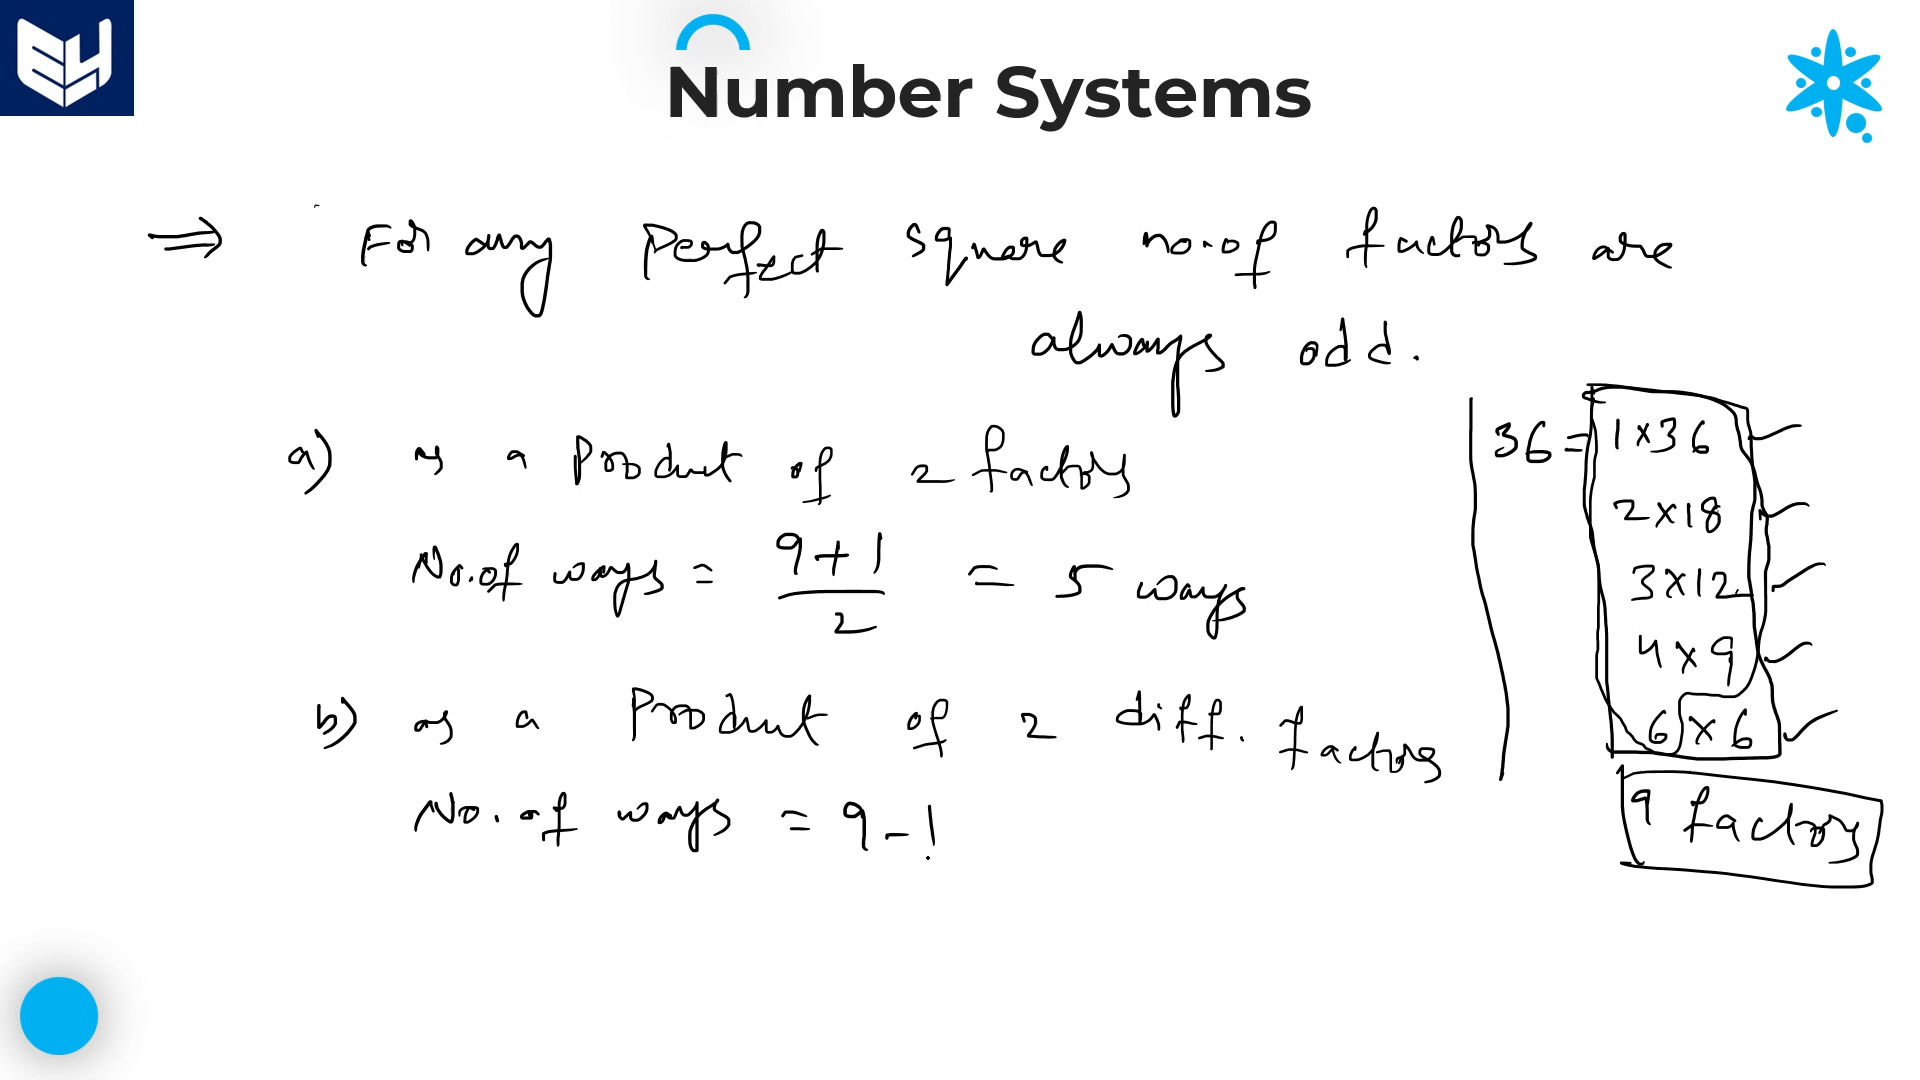 Number Systems
⇒ For any Perfect square no. of factors are
always odd.
a) as a Product of 2 factors
No. of ways = 9+1/2 = 5 ways
b) as a Product of 2 diff. factors
No. of ways = 9-1
36 = 1×36
2×18
3×12
4×9
6×6
9 factors